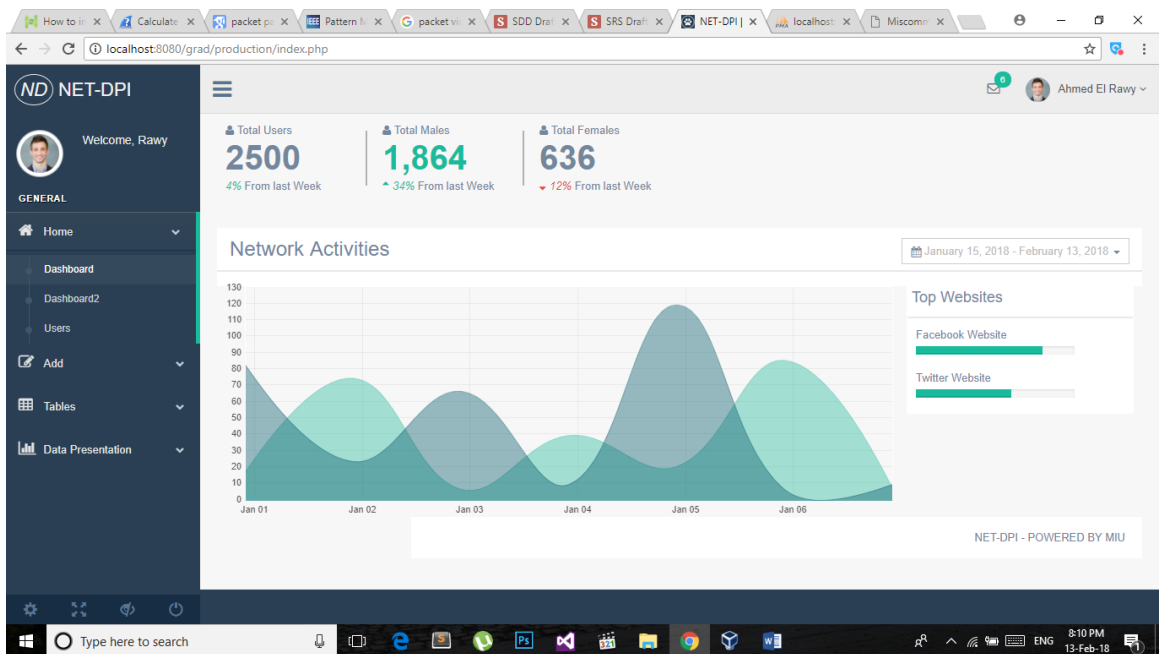 How to in
Calculate
packet pa
Pattern M
packet vi
SDD Draf
SRS Draft
NET-DPI |
localhost:
Miscomm
localhost:8080/grad/production/index.php
ND NET-DPI
6
Ahmed El Rawy
Welcome, Rawy
GENERAL
Home
Dashboard
Dashboard2
Users
Add
Tables
Data Presentation
Total Users
2500
4% From last Week
Total Males
1,864
34% From last Week
Total Females
636
12% From last Week
Network Activities
January 15, 2018 - February 13, 2018
130
120
110
100
90
80
70
60
50
40
30
20
10
0
Jan 01 Jan 02 Jan 03 Jan 04 Jan 05 Jan 06
Top Websites
Facebook Website
Twitter Website
NET-DPI - POWERED BY MIU
Type here to search
ENG
8:10 PM
13-Feb-18